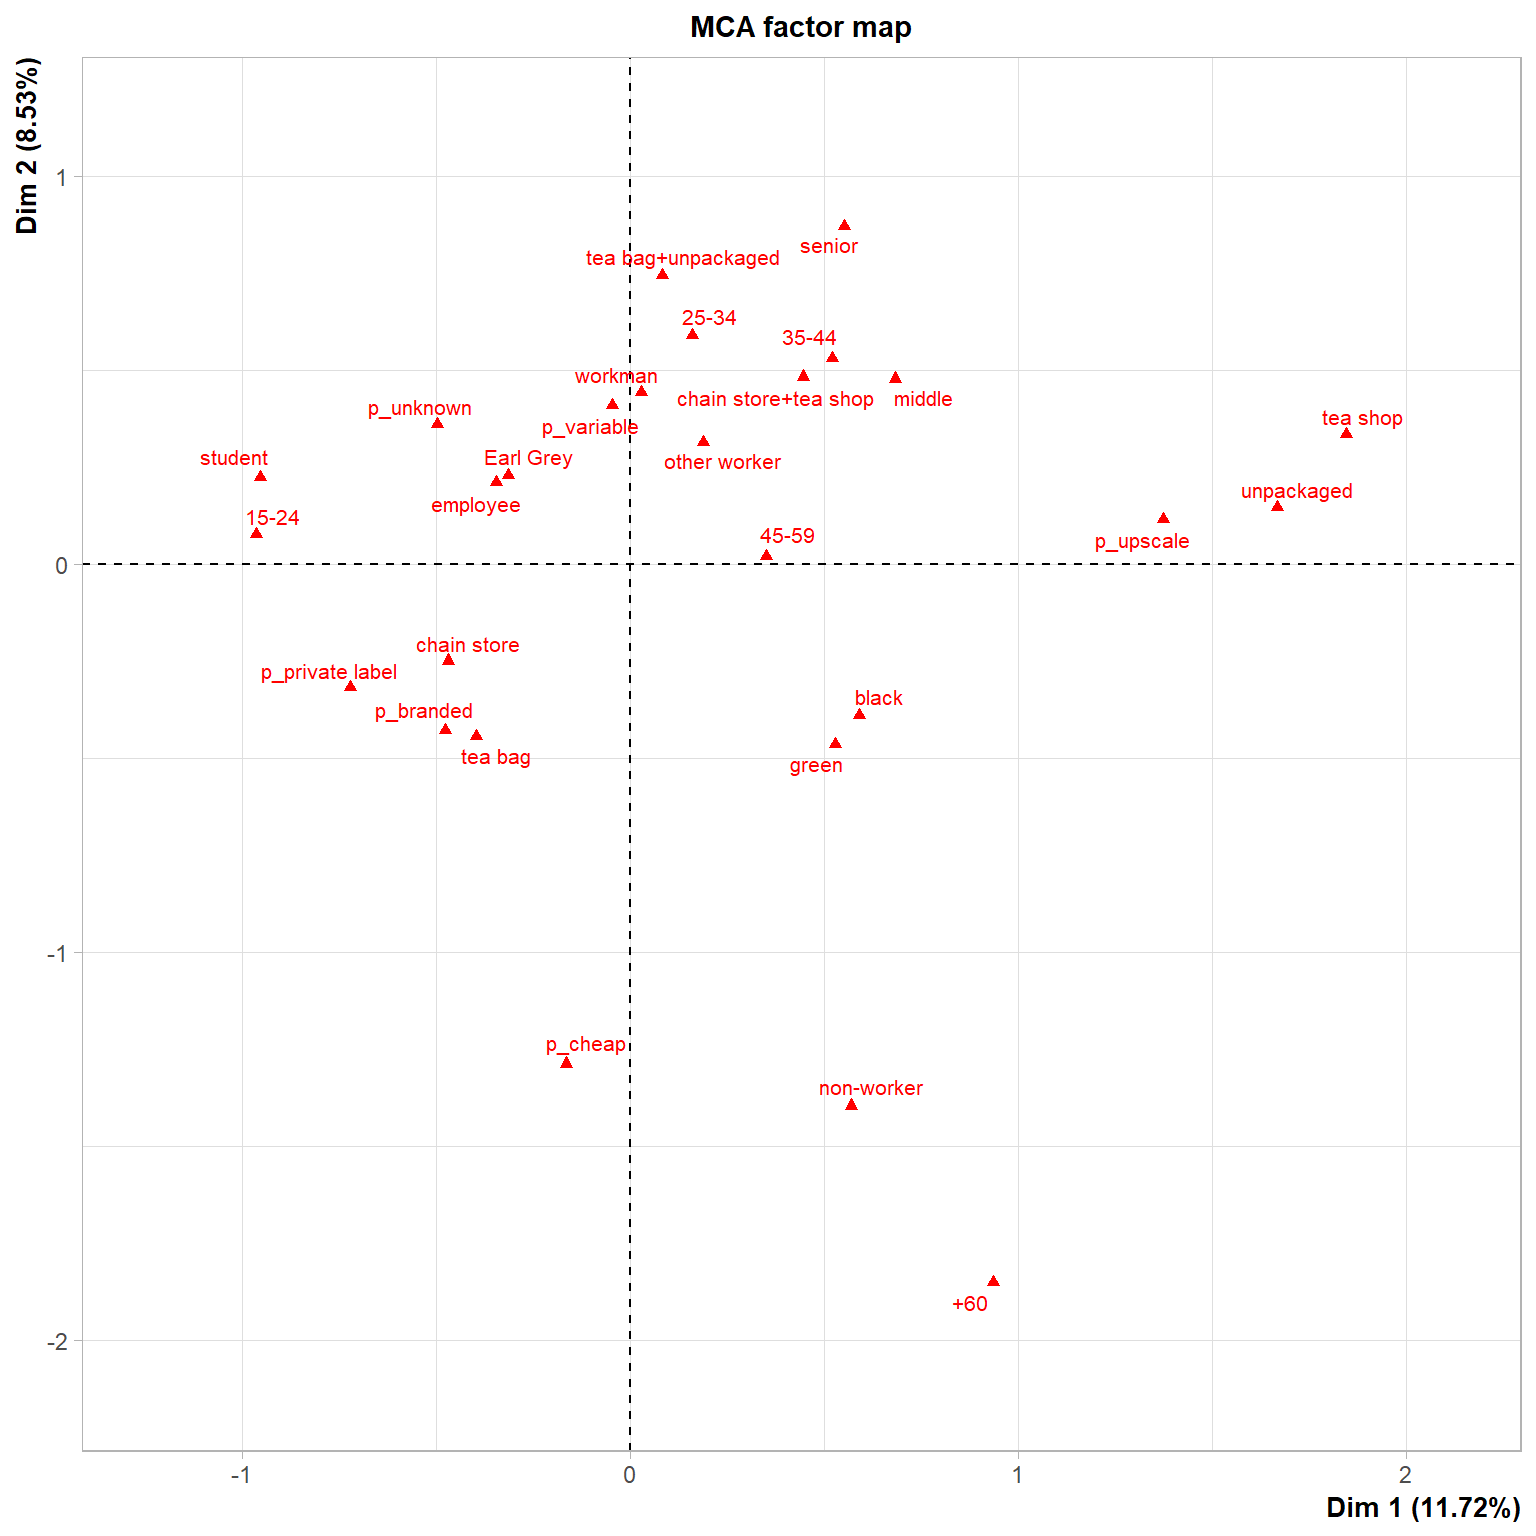 MCA factor map
Dim 2 (8.53%)
1
0
-1
-2
senior
tea bag+unpackaged
25-34
35-44
workman
chain store+tea shop
middle
p_unknown
p_variable
tea shop
student
Earl Grey
other worker
employee
unpackaged
15-24
45-59
p_upscale
chain store
p_private label
black
p_branded
tea bag
green
p_cheap
non-worker
+60
-1
0
1
2
Dim 1 (11.72%)